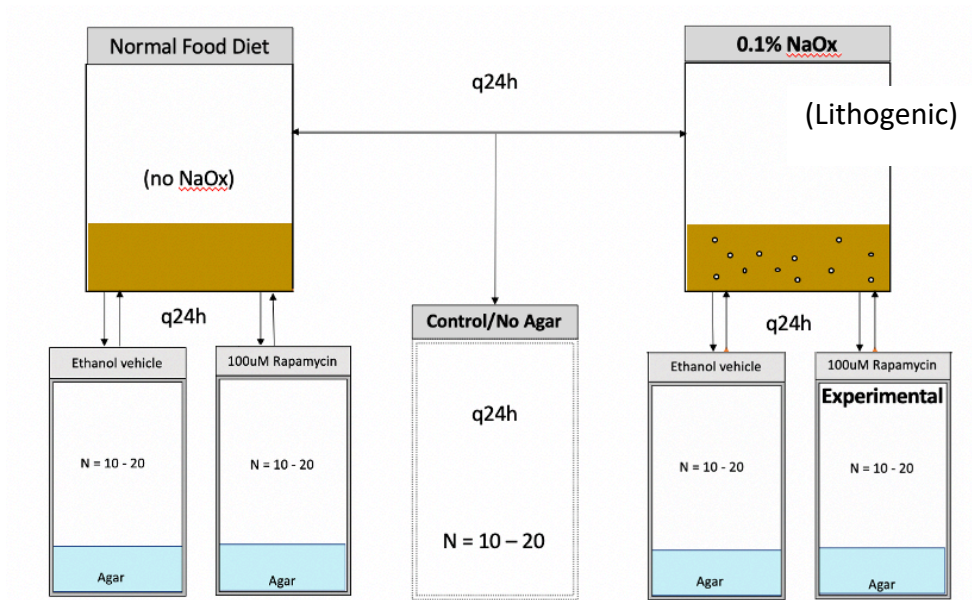 Normal Food Diet
0.1% NaOx
q24h
(Lithogenic)
(no NaOx)
q24h
q24h
Control/No Agar
Ethanol vehicle
100uM Rapamycin
Ethanol vehicle
100uM Rapamycin
Experimental
q24h
N = 10 - 20
N = 10 - 20
N = 10 - 20
N = 10 - 20
N = 10 – 20
Agar
Agar
Agar
Agar